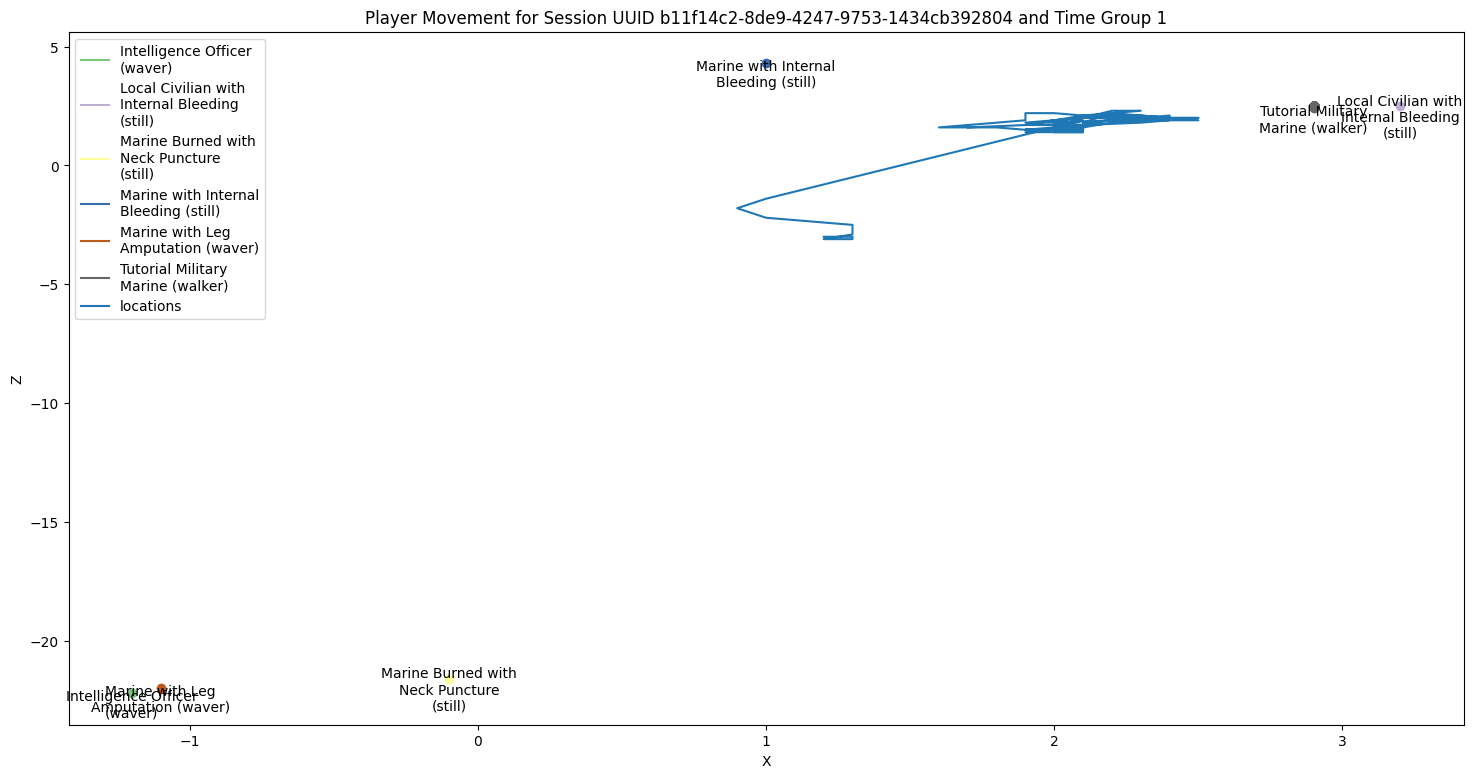 Player Movement for Session UUID b11f14c2-8de9-4247-9753-1434cb392804 and Time Group 1
Intelligence Officer
(waver)
Local Civilian with
Internal Bleeding
(still)
Marine Burned with
Neck Puncture
(still)
Marine with Internal
Bleeding (still)
Marine with Leg
Amputation (waver)
Tutorial Military
Marine (walker)
locations
Marine with Internal
Bleeding (still)
Tutorial Military
Marine (walker)
Local Civilian with
Internal Bleeding
(still)
Marine Burned with
Neck Puncture
(still)
Marine with Leg
Amputation (waver)
Intelligence Officer
(waver)
5
0
−5
−10
−15
−20
Z
−1
0
1
2
3
X